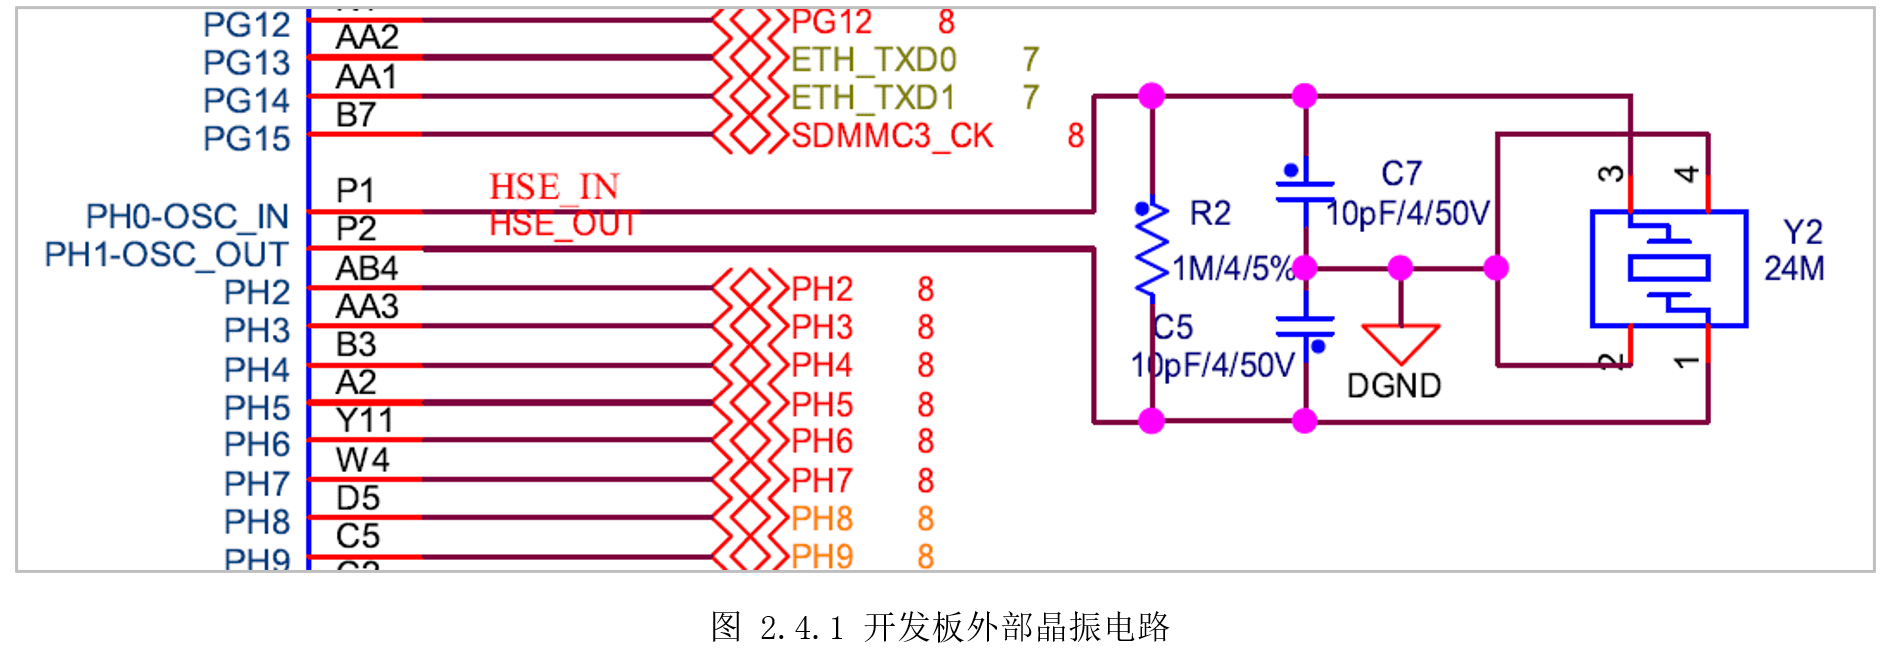 PG12 PG12 8
AA2
PG13 ETH_TXD0 7
AA1
PG14 ETH_TXD1 7
B7
PG15 SDMMC3_CK 8
P1 HSE_IN
PH0-OSC_IN
P2 HSE_OUT
PH1-OSC_OUT
AB4
PH2 PH2 8
AA3
PH3 PH3 8
B3
PH4 PH4 8
A2
PH5 PH5 8
Y11
PH6 PH6 8
W4
PH7 PH7 8
D5
PH8 PH8 8
C5
PH9 PH9 8
R2
1M/4/5%
C7
10pF/4/50V
C5
10pF/4/50V
DGND
3 4
2 1
Y2
24M
图 2.4.1 开发板外部晶振电路